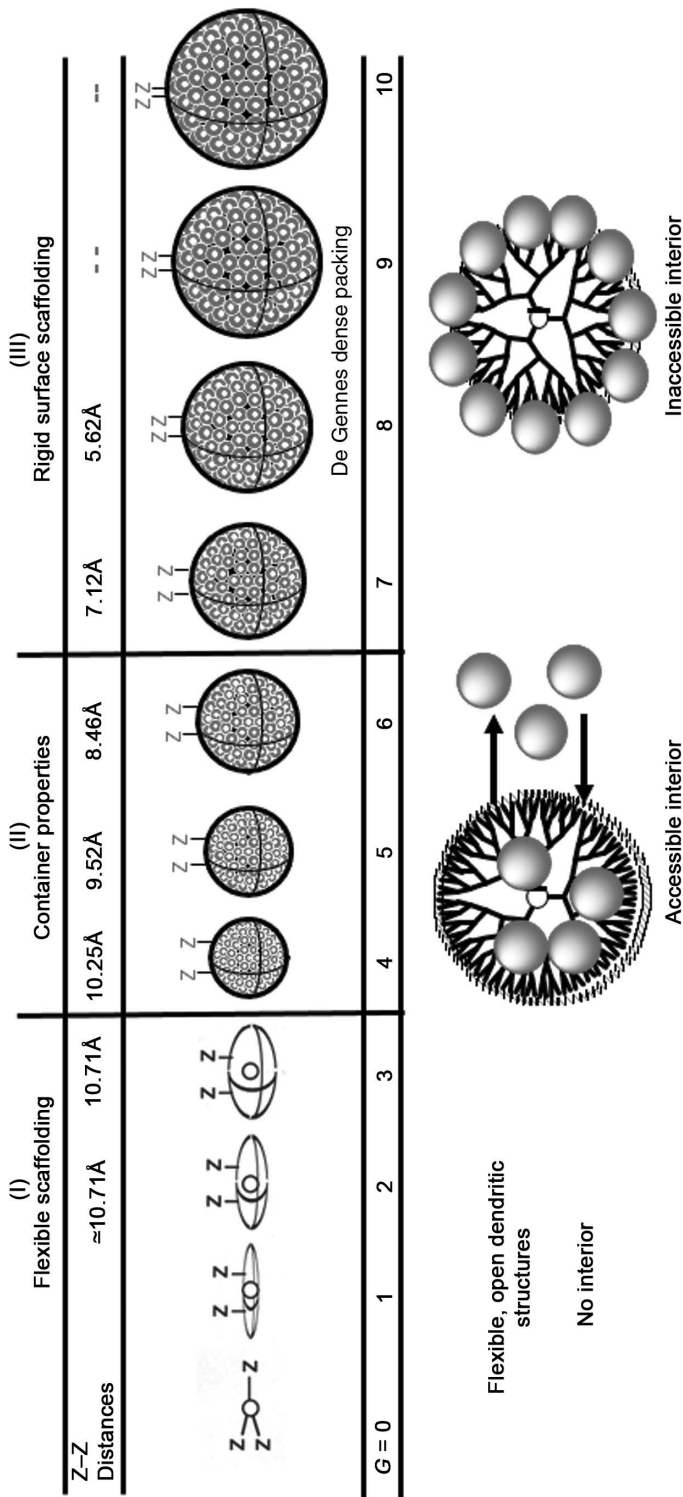 (I)
Flexible scaffolding
(II)
Container properties
(III)
Rigid surface scaffolding
Z–Z
Distances
≃10.71Å 10.71Å 10.25Å 9.52Å 8.46Å 7.12Å 5.62Å - - --
Z Z Z
Z Z
Z Z
Z Z
Z Z
Z Z
Z Z
Z Z
Z Z
Z Z
Z Z
De Gennes dense packing
G = 0 1 2 3 4 5 6 7 8 9 10
Flexible, open dendritic
structures
No interior
Accessible interior
Inaccessible interior